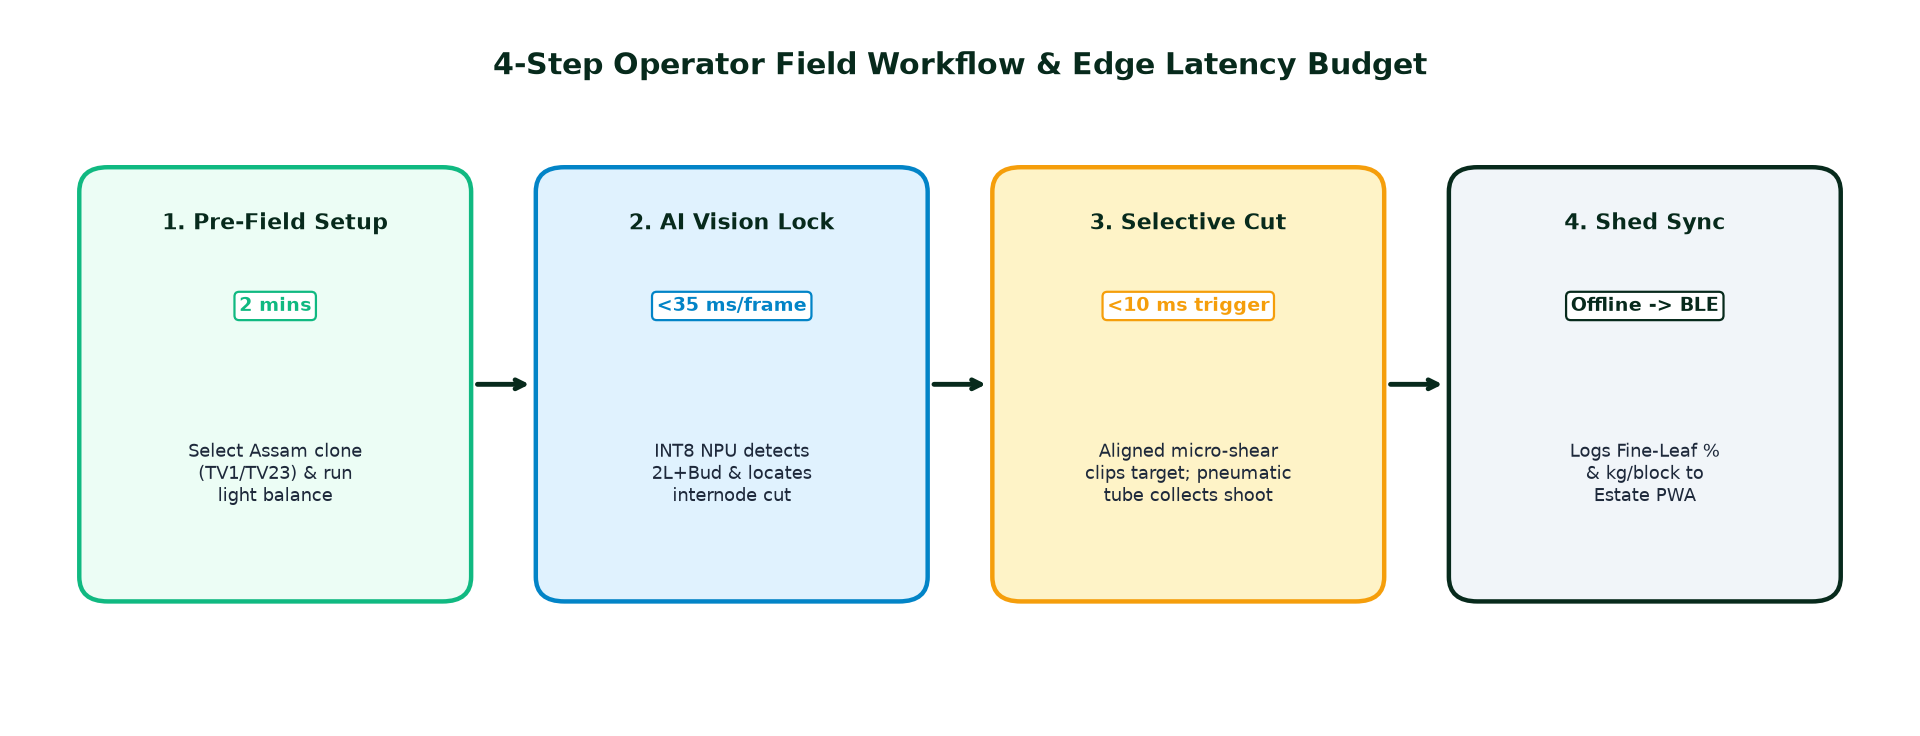 4-Step Operator Field Workflow & Edge Latency Budget
1. Pre-Field Setup
2 mins
Select Assam clone
(TV1/TV23) & run
light balance
2. AI Vision Lock
<35 ms/frame
INT8 NPU detects
2L+Bud & locates
internode cut
3. Selective Cut
<10 ms trigger
Aligned micro-shear
clips target; pneumatic
tube collects shoot
4. Shed Sync
Offline -> BLE
Logs Fine-Leaf %
& kg/block to
Estate PWA